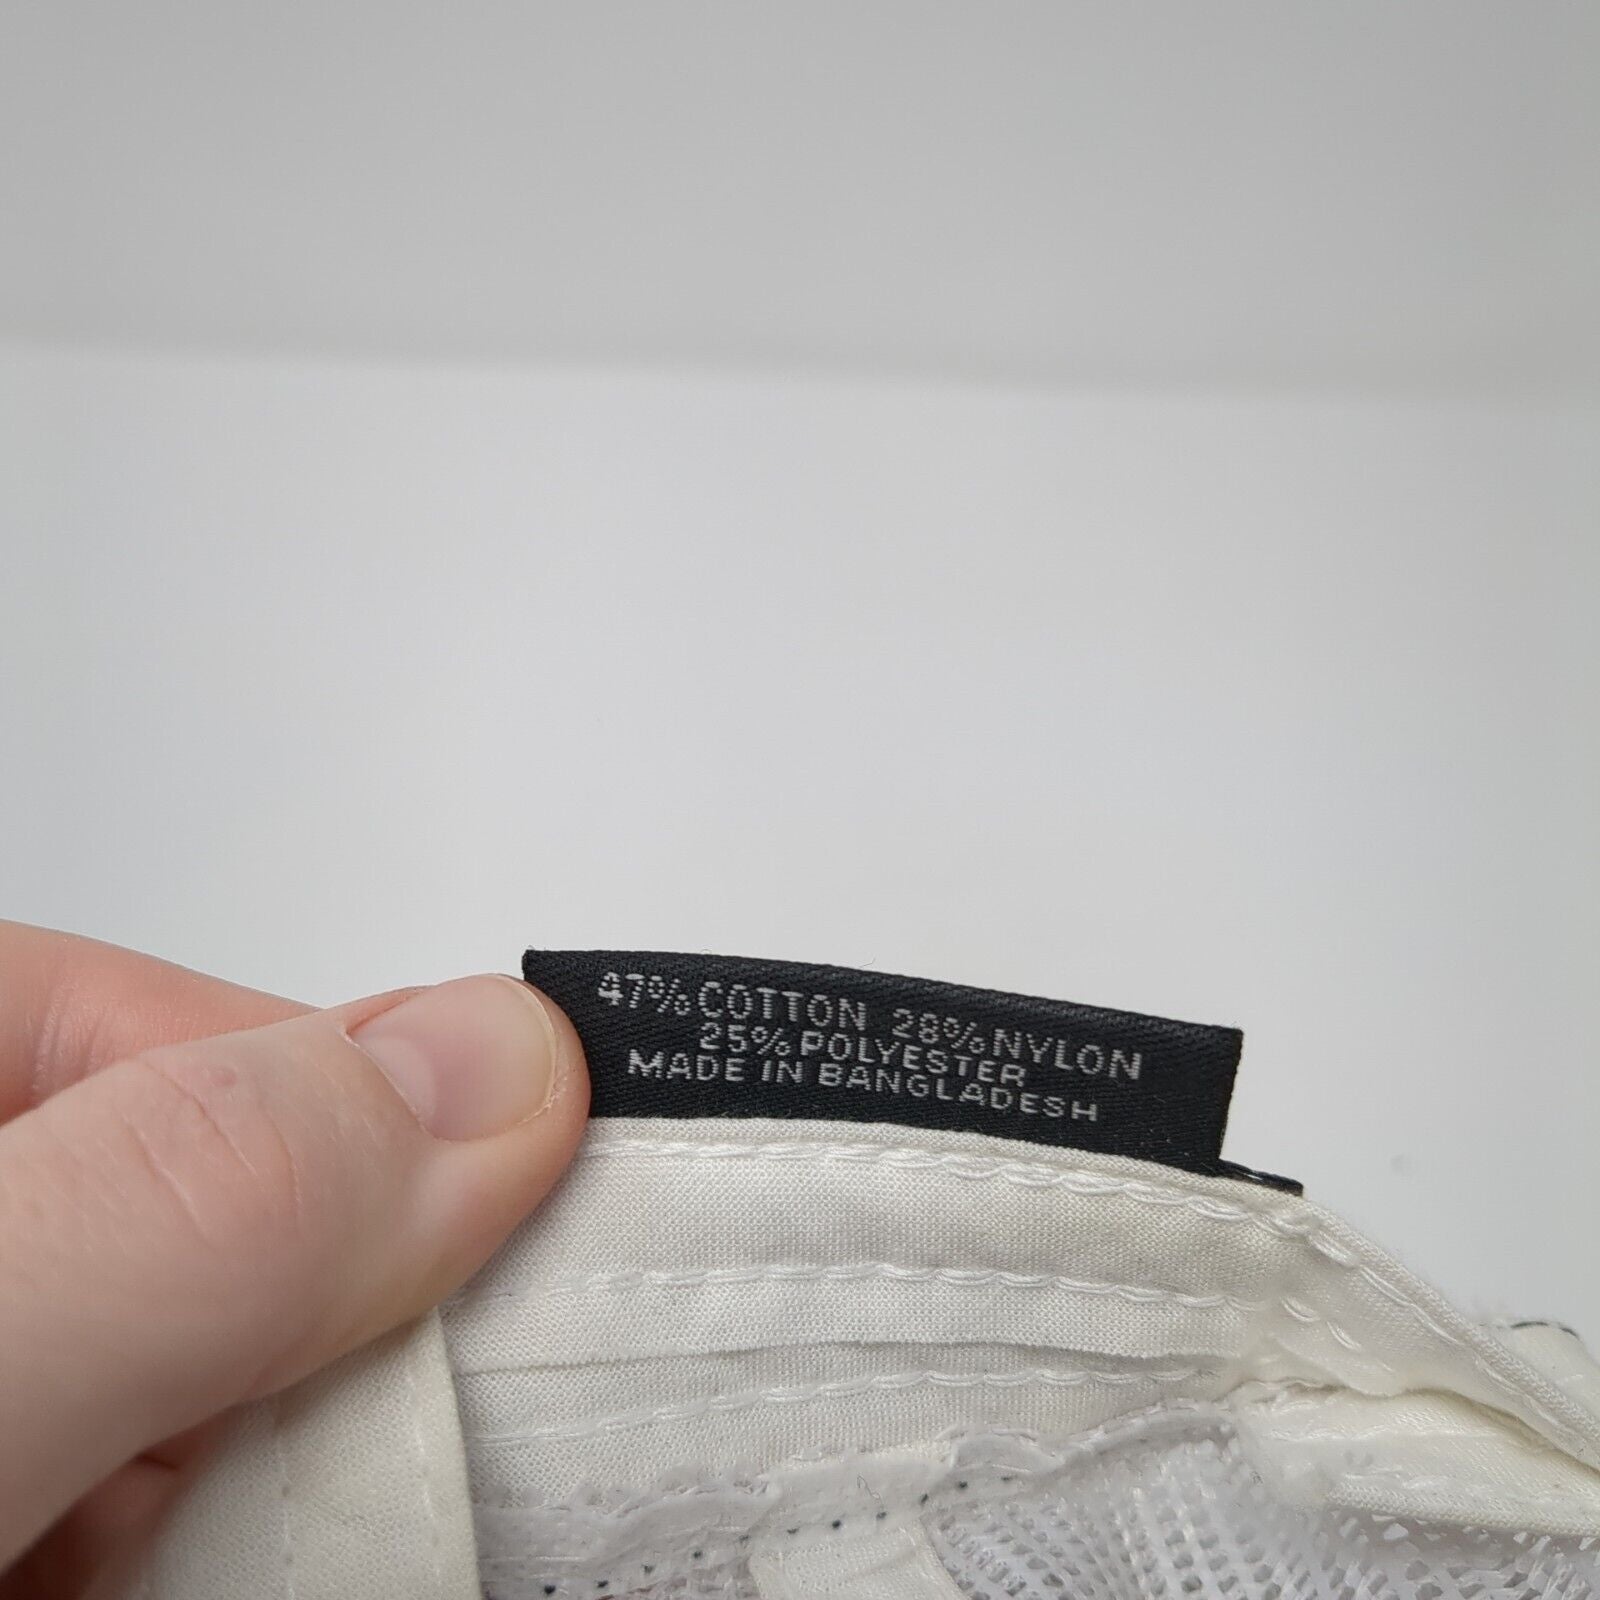 47% COTTON 28% NYLON
25% POLYESTER
MADE IN BANGLADESH